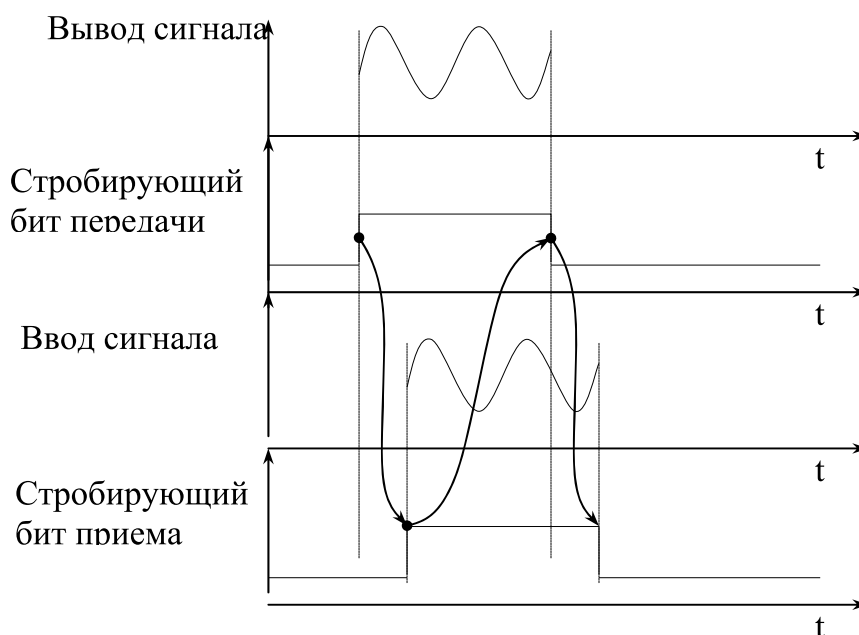 Вывод сигнала
t
Стробирующий
бит передачи
t
Ввод сигнала
t
Стробирующий
бит приема
t